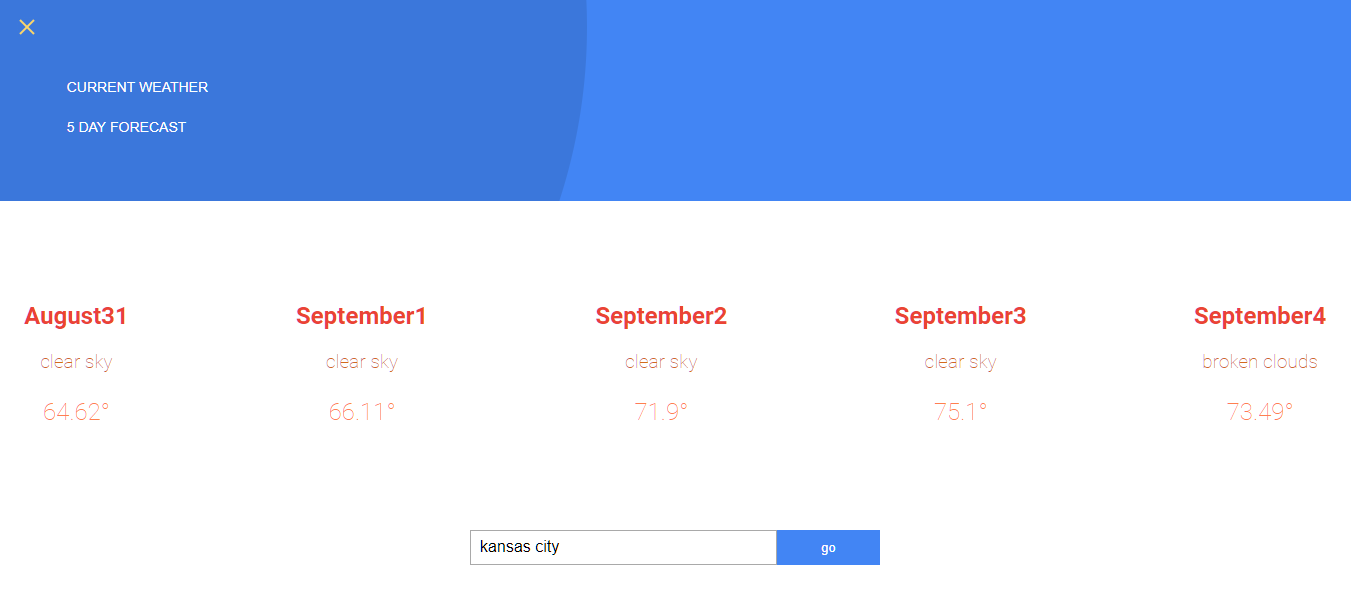 CURRENT WEATHER
5 DAY FORECAST
August31 September1 September2 September3 September4
clear sky clear sky clear sky clear sky broken clouds
64.62° 66.11° 71.9° 75.1° 73.49°
kansas city go